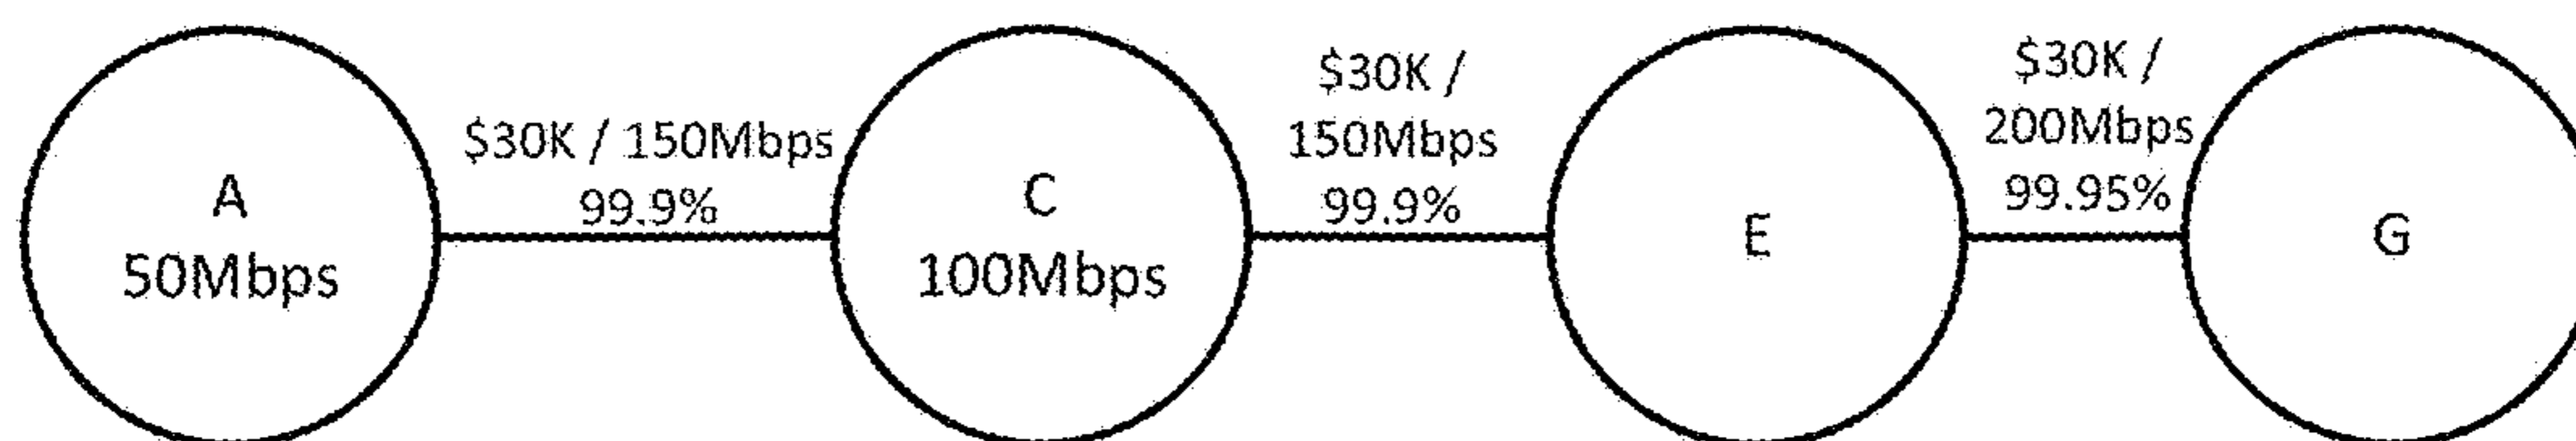 A
50Mbps
$30K / 150Mbps
99.9%
C
100Mbps
$30K /
150Mbps
99.9%
E
$30K /
200Mbps
99.95%
G